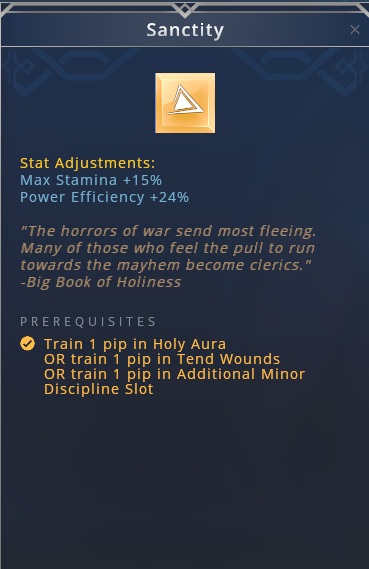 Sanctity
Stat Adjustments:
Max Stamina +15%
Power Efficiency +24%
"The horrors of war send most fleeing.
Many of those who feel the pull to run
towards the mayhem become clerics."
-Big Book of Holiness
PREREQUISITES
Train 1 pip in Holy Aura
OR train 1 pip in Tend Wounds
OR train 1 pip in Additional Minor
Discipline Slot